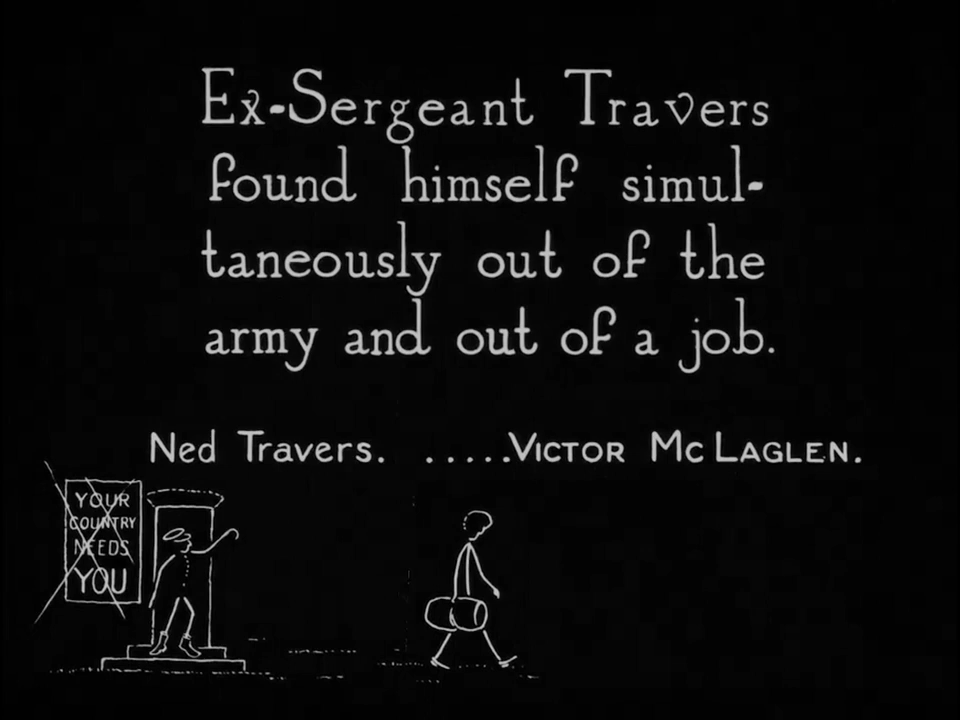 Ex-Sergeant Travers
found himself simul-
taneously out of the
army and out of a job.
Ned Travers. .....Victor McLaglen.
YOUR
COUNTRY
NEEDS
YOU